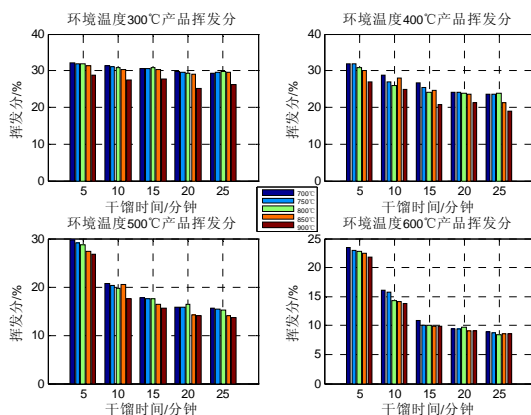 环境温度300℃产品挥发分
40
30
20
10
0
挥发分/%
5 10 15 20 25
干馏时间/分钟
环境温度400℃产品挥发分
40
30
20
10
0
挥发分/%
5 10 15 20 25
干馏时间/分钟
700℃
750℃
800℃
850℃
900℃
环境温度500℃产品挥发分
30
20
10
0
挥发分/%
5 10 15 20 25
干馏时间/分钟
环境温度600℃产品挥发分
25
20
15
10
5
0
挥发分/%
5 10 15 20 25
干馏时间/分钟